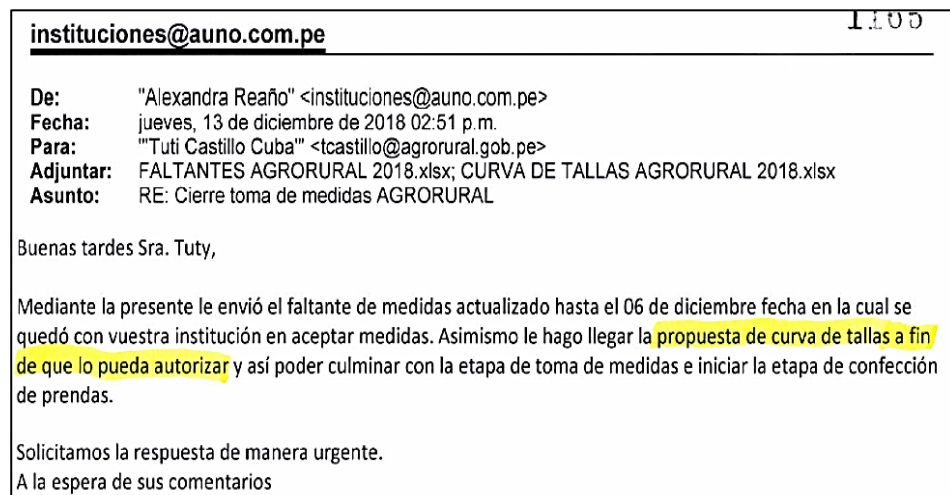 1105
instituciones@auno.com.pe
De: "Alexandra Reaño" <instituciones@auno.com.pe>
Fecha: jueves, 13 de diciembre de 2018 02:51 p.m.
Para: "'Tuti Castillo Cuba'" <tcastillo@agrorural.gob.pe>
Adjuntar: FALTANTES AGRORURAL 2018.xlsx; CURVA DE TALLAS AGRORURAL 2018.xlsx
Asunto: RE: Cierre toma de medidas AGRORURAL
Buenas tardes Sra. Tuty,
Mediante la presente le envió el faltante de medidas actualizado hasta el 06 de diciembre fecha en la cual se
quedó con vuestra institución en aceptar medidas. Asimismo le hago llegar la propuesta de curva de tallas a fin
de que lo pueda autorizar y así poder culminar con la etapa de toma de medidas e iniciar la etapa de confección
de prendas.
Solicitamos la respuesta de manera urgente.
A la espera de sus comentarios